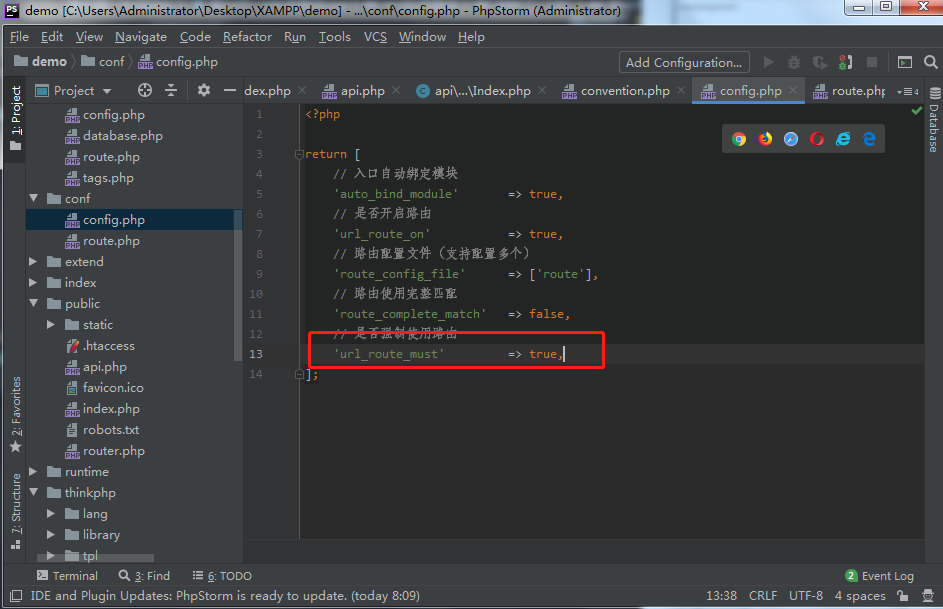 demo [C:\Users\Administrator\Desktop\XAMPP\demo] - ...\conf\config.php - PhpStorm (Administrator)
File Edit View Navigate Code Refactor Run Tools VCS Window Help
demo conf config.php Add Configuration...
Project dex.php api.php api\...\Index.php convention.php config.php route.php 4
1: Project
2: Favorites
7: Structure
Database
config.php
database.php
route.php
tags.php
conf
config.php
route.php
extend
index
public
static
.htaccess
api.php
favicon.ico
index.php
robots.txt
router.php
runtime
thinkphp
lang
library
tpl
1 <?php
2
3 return [
4 // 入口自动绑定模块
5 'auto_bind_module' => true,
6 // 是否开启路由
7 'url_route_on' => true,
8 // 路由配置文件（支持配置多个）
9 'route_config_file' => ['route'],
10 // 路由使用完整匹配
11 'route_complete_match' => false,
12 // 是否强制使用路由
13 'url_route_must' => true,
14 ];
Terminal 3: Find 6: TODO 2 Event Log
IDE and Plugin Updates: PhpStorm is ready to update. (today 8:09) 13:38 CRLF UTF-8 4 spaces